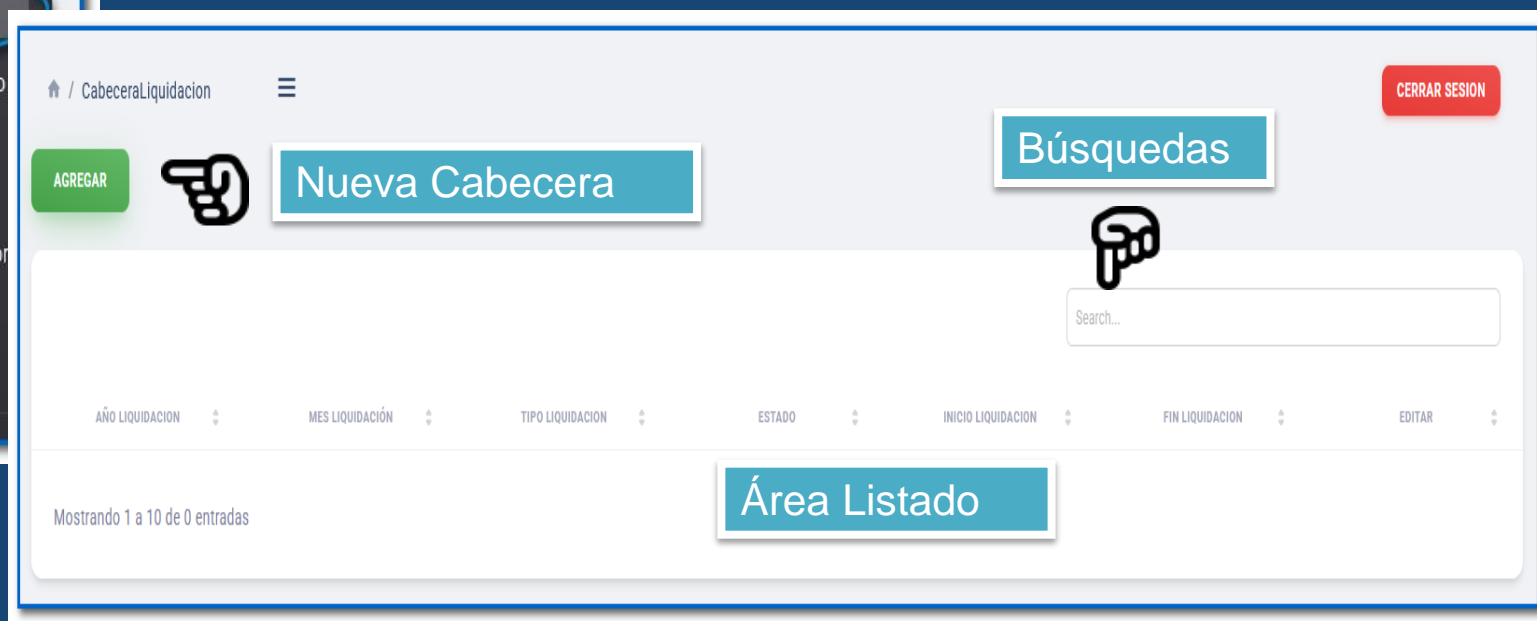 / CabeceraLiquidacion
CERRAR SESION
Búsquedas
AGREGAR
Nueva Cabecera
Search...
AÑO LIQUIDACION MES LIQUIDACIÓN TIPO LIQUIDACION ESTADO INICIO LIQUIDACION FIN LIQUIDACION EDITAR
Área Listado
Mostrando 1 a 10 de 0 entradas